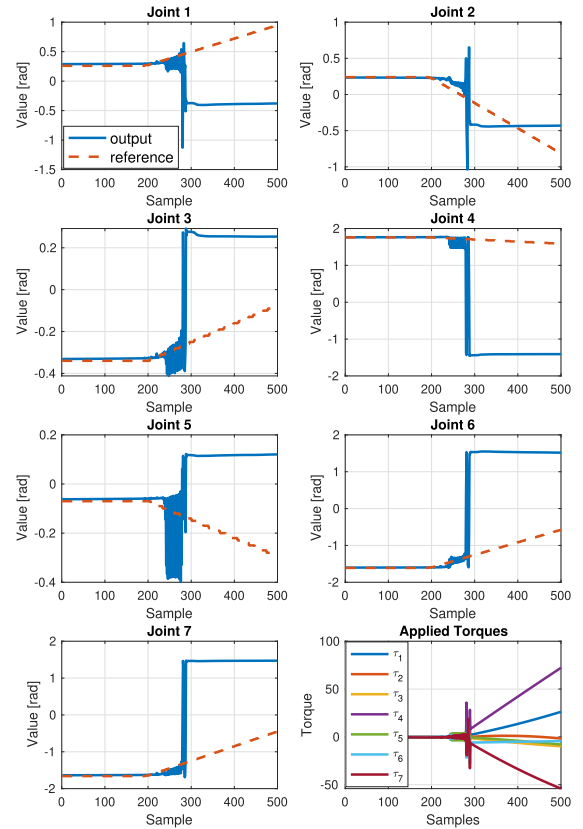 Joint 1
Value [rad]
1
0.5
0
-0.5
-1
-1.5
output
reference
0 100 200 300 400 500
Sample
Joint 2
Value [rad]
1
0.5
0
-0.5
-1
0 100 200 300 400 500
Sample
Joint 3
Value [rad]
0.2
0
-0.2
-0.4
0 100 200 300 400 500
Sample
Joint 4
Value [rad]
2
1
0
-1
-2
0 100 200 300 400 500
Sample
Joint 5
Value [rad]
0.2
0
-0.2
-0.4
0 100 200 300 400 500
Sample
Joint 6
Value [rad]
2
1
0
-1
-2
0 100 200 300 400 500
Sample
Joint 7
Value [rad]
2
1
0
-1
-2
0 100 200 300 400 500
Sample
Applied Torques
Torque
100
50
0
-50
τ1
τ2
τ3
τ4
τ5
τ6
τ7
0 100 200 300 400 500
Samples